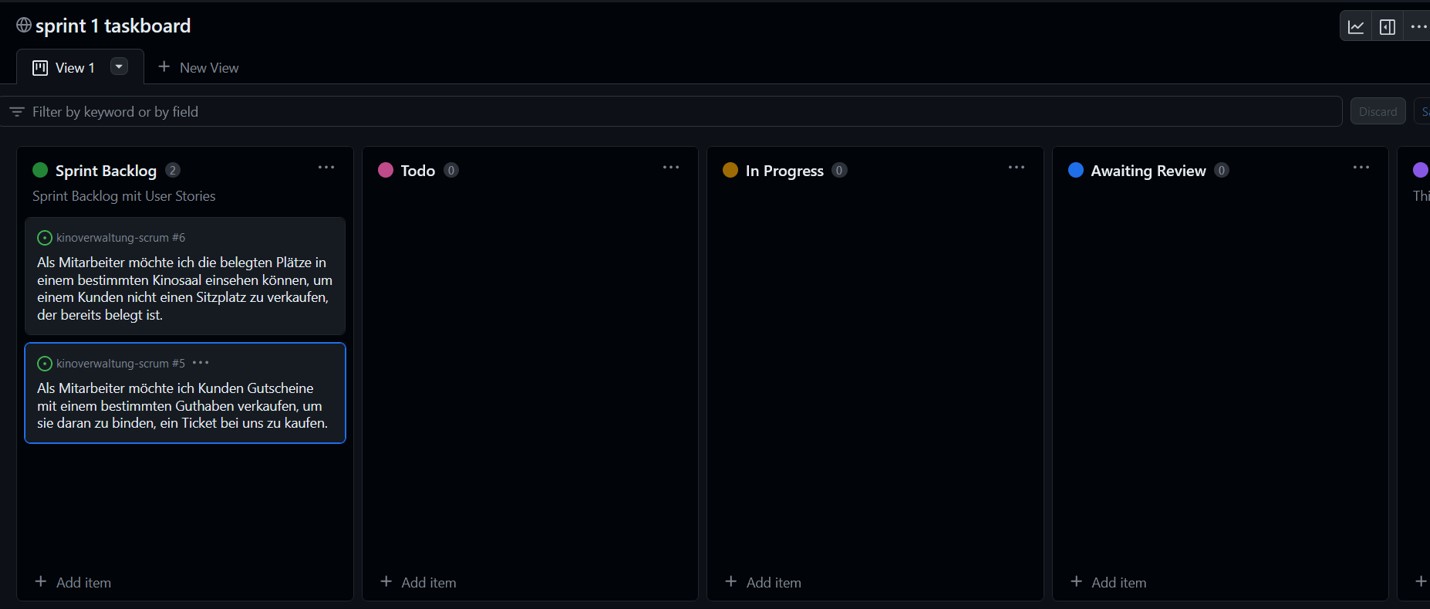 sprint 1 taskboard
View 1
New View
Filter by keyword or by field
Discard
Sprint Backlog 2
Sprint Backlog mit User Stories
kinoverwaltung-scrum #6
Als Mitarbeiter möchte ich die belegten Plätze in
einem bestimmten Kinosaal einsehen können, um
einem Kunden nicht einen Sitzplatz zu verkaufen,
der bereits belegt ist.
kinoverwaltung-scrum #5
Als Mitarbeiter möchte ich Kunden Gutscheine
mit einem bestimmten Guthaben verkaufen, um
sie daran zu binden, ein Ticket bei uns zu kaufen.
Add item
Todo 0
Add item
In Progress 0
Add item
Awaiting Review 0
Add item